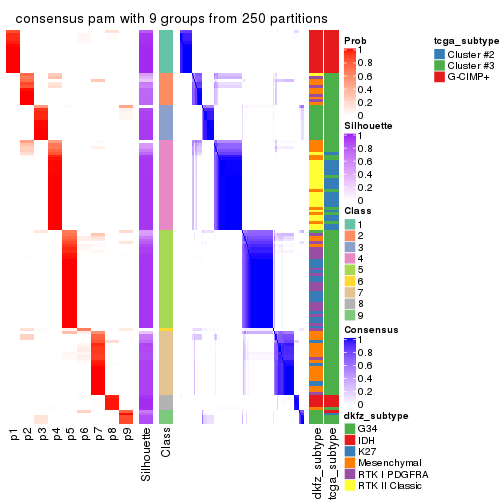 consensus pam with 9 groups from 250 partitions
Prob
1
0.8
0.6
0.4
0.2
0
Silhouette
1
0.8
0.6
0.4
0.2
0
Class
1
2
3
4
5
6
7
8
9
Consensus
1
0.8
0.6
0.4
0.2
0
dkfz_subtype
G34
IDH
K27
Mesenchymal
RTK I PDGFRA
RTK II Classic
tcga_subtype
Cluster #2
Cluster #3
G-CIMP+
p1
p2
p3
p4
p5
p6
p7
p8
p9
Silhouette
Class
dkfz_subtype
tcga_subtype